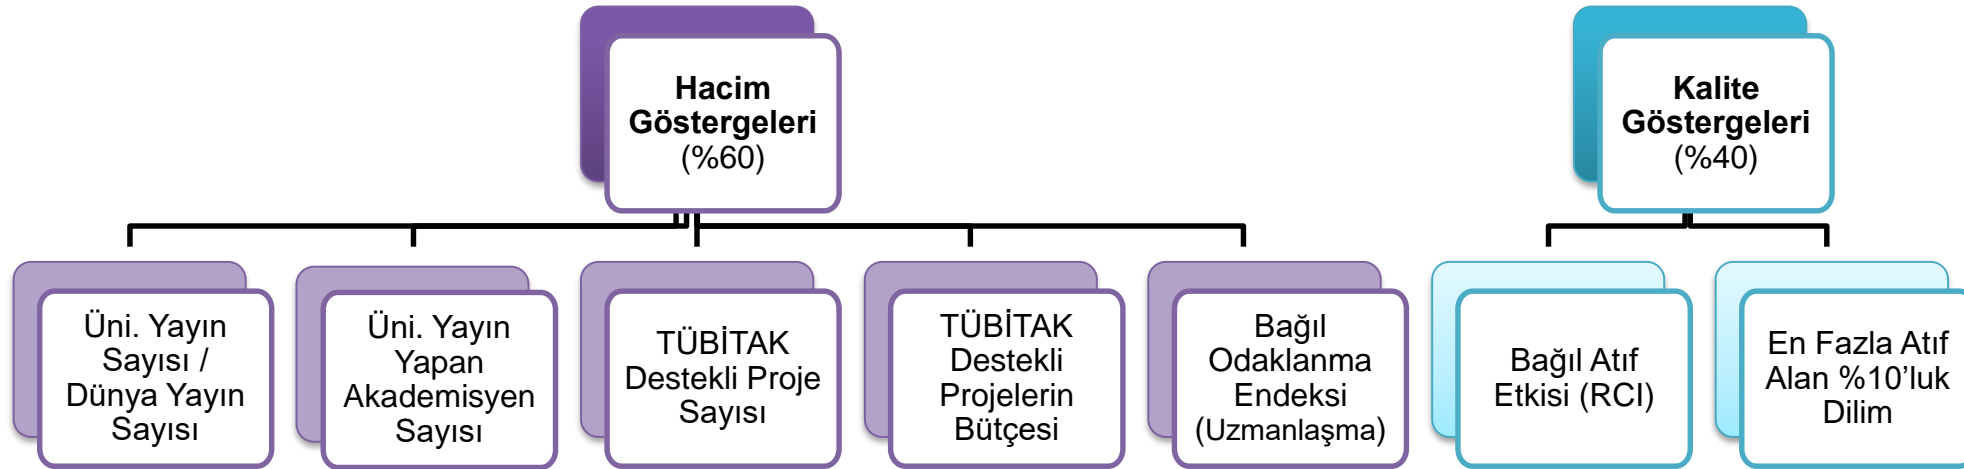 Hacim
Göstergeleri
(%60)
Kalite
Göstergeleri
(%40)
Üni. Yayın
Sayısı /
Dünya Yayın
Sayısı
Üni. Yayın
Yapan
Akademisyen
Sayısı
TÜBİTAK
Destekli Proje
Sayısı
TÜBİTAK
Destekli
Projelerin
Bütçesi
Bağıl
Odaklanma
Endeksi
(Uzmanlaşma)
Bağıl Atıf
Etkisi (RCI)
En Fazla Atıf
Alan %10’luk
Dilim